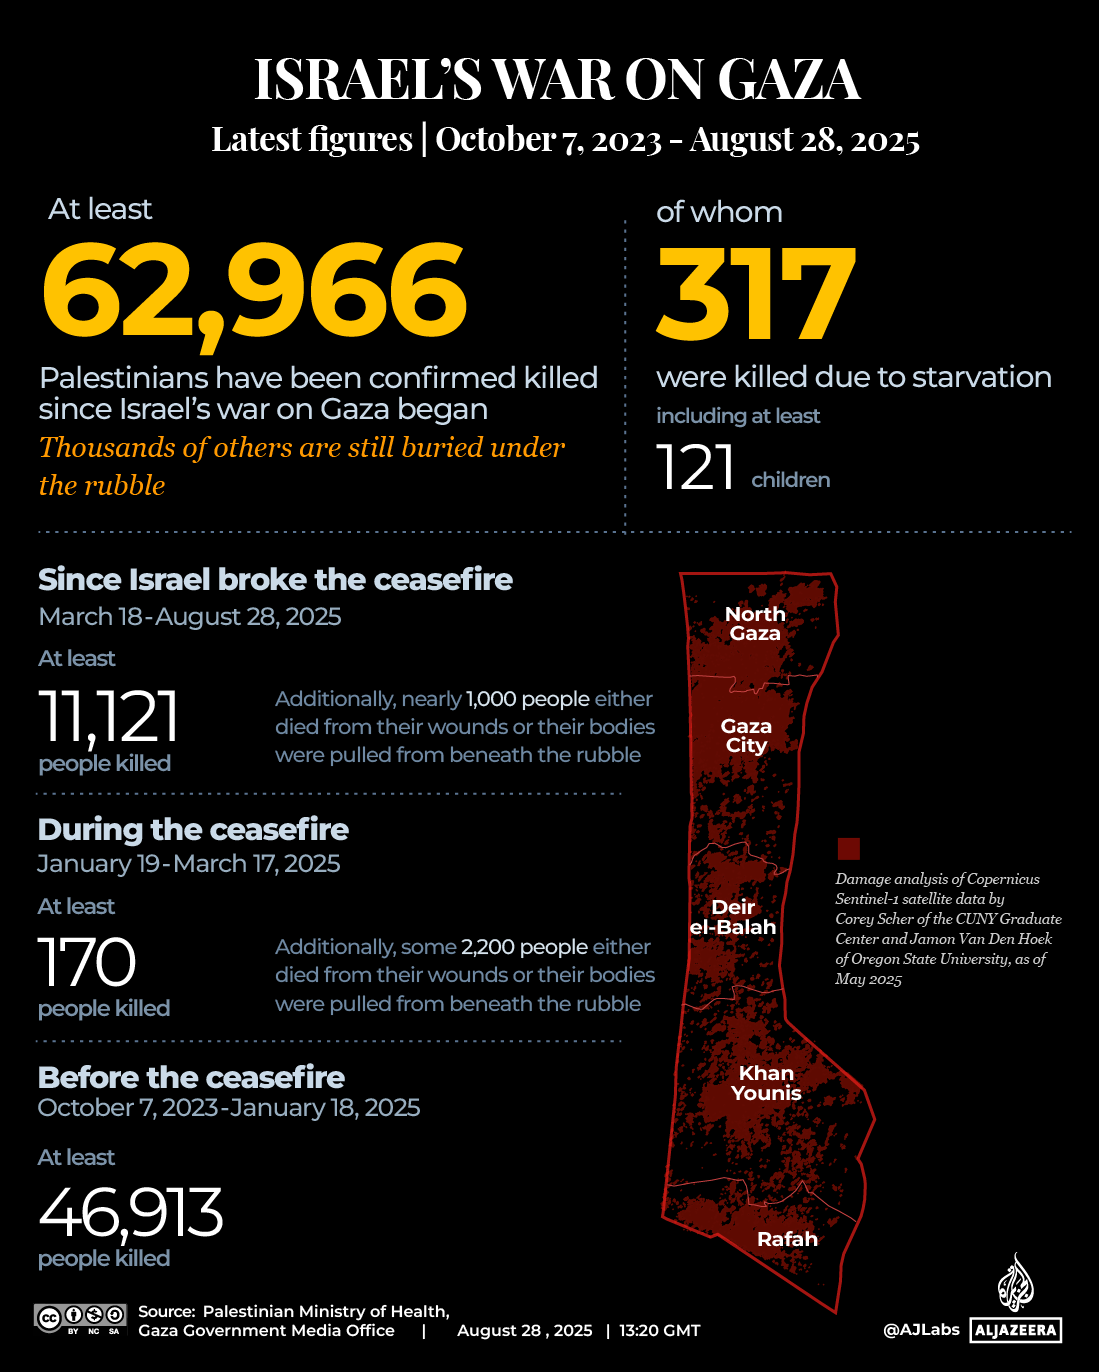 ISRAEL'S WAR ON GAZA
Latest figures | October 7, 2023 - August 28, 2025
At least
62,966
Palestinians have been confirmed killed
since Israel's war on Gaza began
Thousands of others are still buried under
the rubble
of whom
317
were killed due to starvation
including at least
121 children
Since Israel broke the ceasefire
March 18-August 28, 2025
At least
11,121
people killed
Additionally, nearly 1,000 people either
died from their wounds or their bodies
were pulled from beneath the rubble
During the ceasefire
January 19-March 17, 2025
At least
170
people killed
Additionally, some 2,200 people either
died from their wounds or their bodies
were pulled from beneath the rubble
Before the ceasefire
October 7, 2023-January 18, 2025
At least
46,913
people killed
North
Gaza
Gaza
City
Deir
el-Balah
Khan
Younis
Rafah
Damage analysis of Copernicus
Sentinel-1 satellite data by
Corey Scher of the CUNY Graduate
Center and Jamon Van Den Hoek
of Oregon State University, as of
May 2025
cc BY NC SA
Source: Palestinian Ministry of Health,
Gaza Government Media Office | August 28 , 2025 | 13:20 GMT
@AJLabs ALJAZEERA